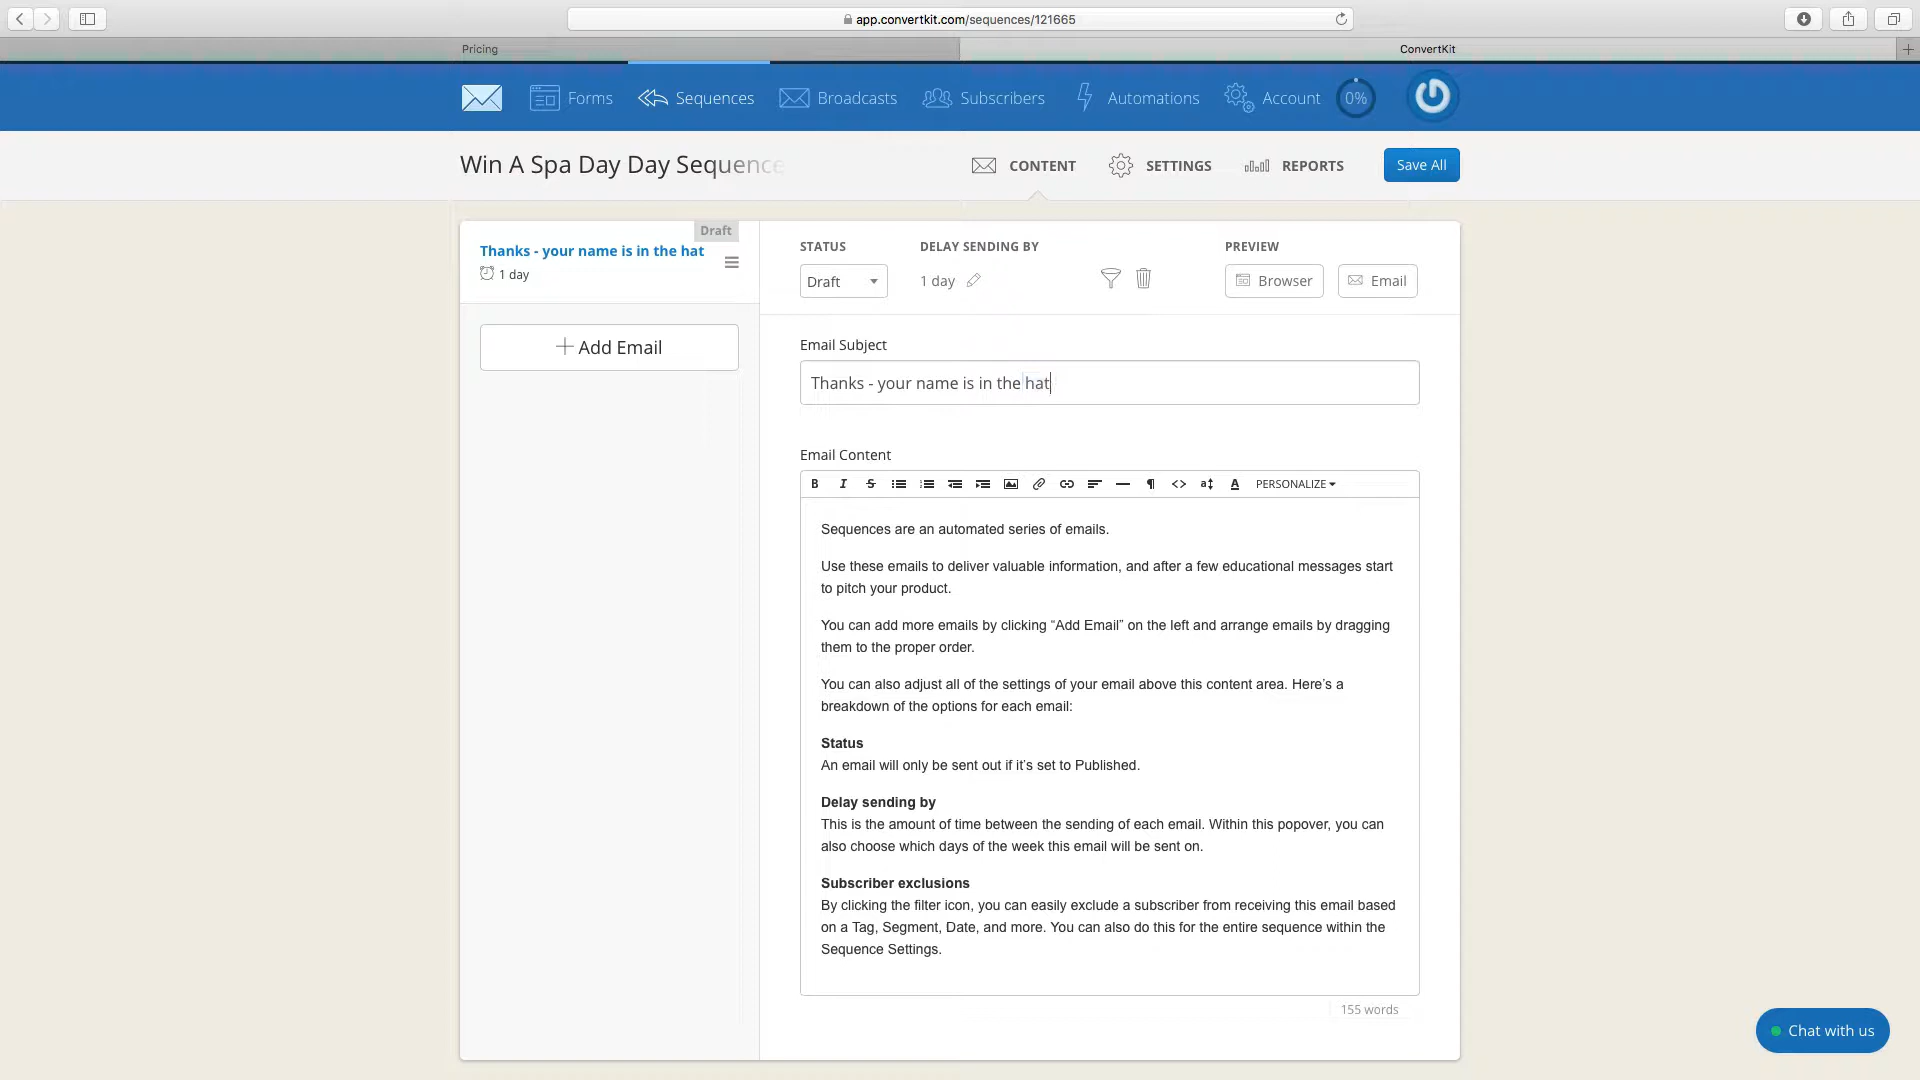 app.convertkit.com/sequences/121665
Pricing
ConvertKit
Forms
Sequences
Broadcasts
Subscribers
Automations
Account
0%
Win A Spa Day Day Sequence
CONTENT
SETTINGS
REPORTS
Save All
Draft
Thanks - your name is in the hat
1 day
Add Email
STATUS
DELAY SENDING BY
PREVIEW
Draft
1 day
Browser
Email
Email Subject
Thanks - your name is in the hat
Email Content
PERSONALIZE
Sequences are an automated series of emails.
Use these emails to deliver valuable information, and after a few educational messages start
to pitch your product.
You can add more emails by clicking “Add Email” on the left and arrange emails by dragging
them to the proper order.
You can also adjust all of the settings of your email above this content area. Here’s a
breakdown of the options for each email:
Status
An email will only be sent out if it’s set to Published.
Delay sending by
This is the amount of time between the sending of each email. Within this popover, you can
also choose which days of the week this email will be sent on.
Subscriber exclusions
By clicking the filter icon, you can easily exclude a subscriber from receiving this email based
on a Tag, Segment, Date, and more. You can also do this for the entire sequence within the
Sequence Settings.
155 words
Chat with us